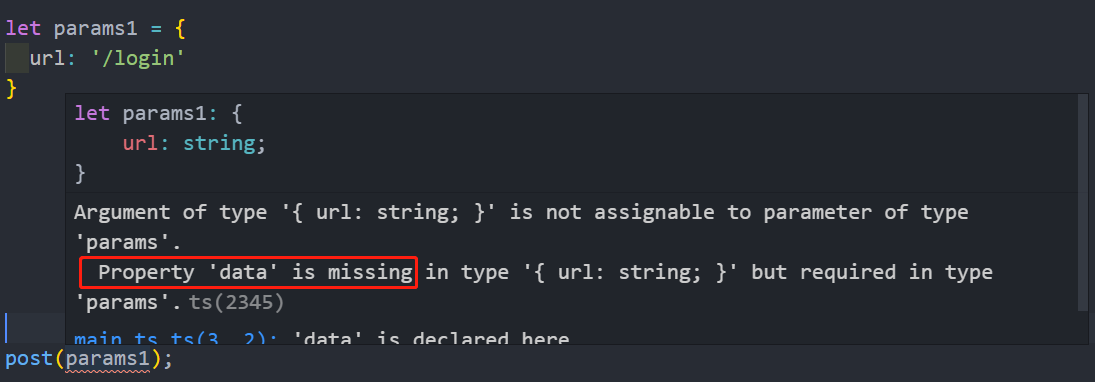 let params1 = {
  url: '/login'
}
let params1: {
    url: string;
}
Argument of type '{ url: string; }' is not assignable to parameter of type
'params'.
  Property 'data' is missing in type '{ url: string; }' but required in type
'params'. ts(2345)
main.ts ts(3, 2): 'data' is declared here
post(params1);